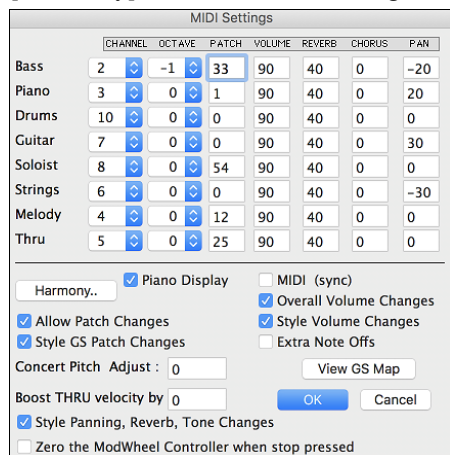 MIDI Settings
CHANNEL OCTAVE PATCH VOLUME REVERB CHORUS PAN
Bass 2 -1 33 90 40 0 -20
Piano 3 0 1 90 40 0 20
Drums 10 0 0 90 40 0 0
Guitar 7 0 0 90 40 0 30
Soloist 8 0 54 90 40 0 0
Strings 6 0 0 90 40 0 -30
Melody 4 0 12 90 40 0 0
Thru 5 0 25 90 40 0 0
Harmony.. Piano Display MIDI (sync)
Overall Volume Changes
Allow Patch Changes Style Volume Changes
Style GS Patch Changes Extra Note Offs
Concert Pitch Adjust : 0 View GS Map
Boost THRU velocity by 0 OK Cancel
Style Panning, Reverb, Tone Changes
Zero the ModWheel Controller when stop pressed